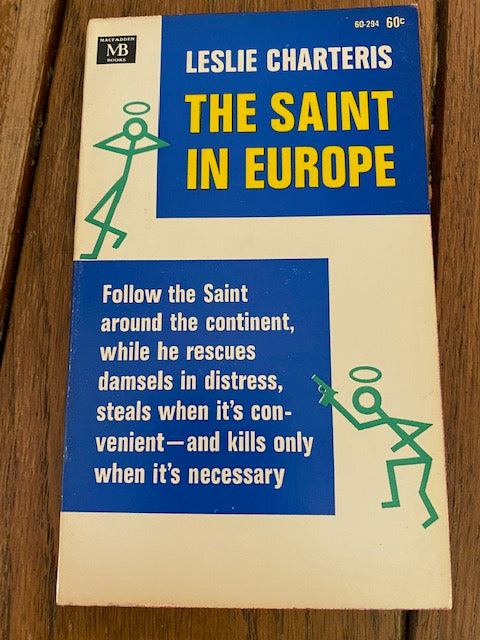 MACFADDEN
MB
BOOKS
60-294 60c
LESLIE CHARTERIS
THE SAINT
IN EUROPE
Follow the Saint
around the continent,
while he rescues
damsels in distress,
steals when it's con-
venient—and kills only
when it's necessary